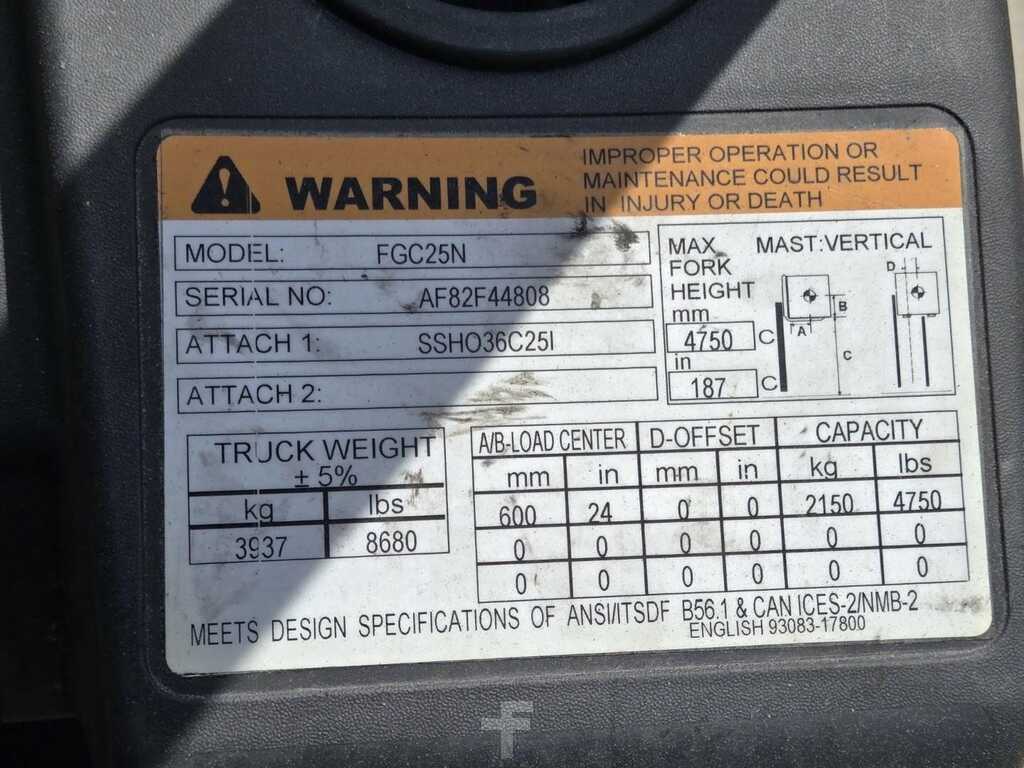 WARNING
IMPROPER OPERATION OR
MAINTENANCE COULD RESULT
IN INJURY OR DEATH
MODEL: FGC25N
SERIAL NO: AF82F44808
ATTACH 1: SSHO36C25I
ATTACH 2:
MAX MAST:VERTICAL
FORK
HEIGHT
mm
4750 C
in
187 C
D
B
A
C
TRUCK WEIGHT
± 5%
kg lbs
3937 8680
A/B-LOAD CENTER D-OFFSET CAPACITY
mm in mm in kg lbs
600 24 0 0 2150 4750
0 0 0 0 0 0
0 0 0 0 0 0
MEETS DESIGN SPECIFICATIONS OF ANSI/ITSDF B56.1 & CAN ICES-2/NMB-2
ENGLISH 93083-17800